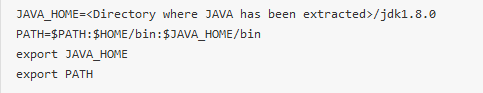 JAVA_HOME=<Directory where JAVA has been extracted>/jdk1.8.0
PATH=$PATH:$HOME/bin:$JAVA_HOME/bin
export JAVA_HOME
export PATH